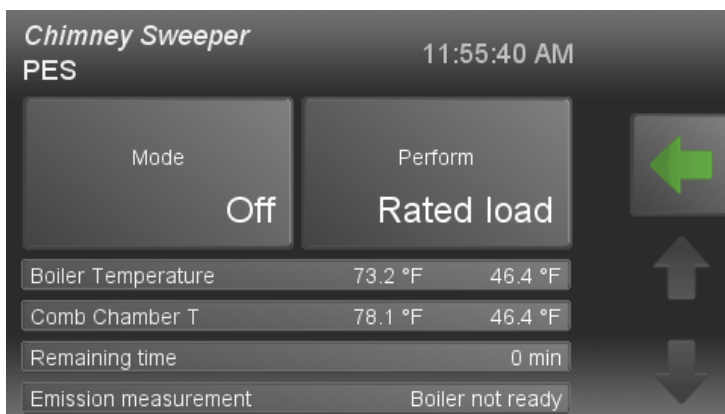 Chimney Sweeper
11:55:40 AM
PES
Mode
Perform
Off
Rated load
Boiler Temperature 73.2 °F 46.4 °F
Comb Chamber T 78.1 °F 46.4 °F
Remaining time 0 min
Emission measurement Boiler not ready